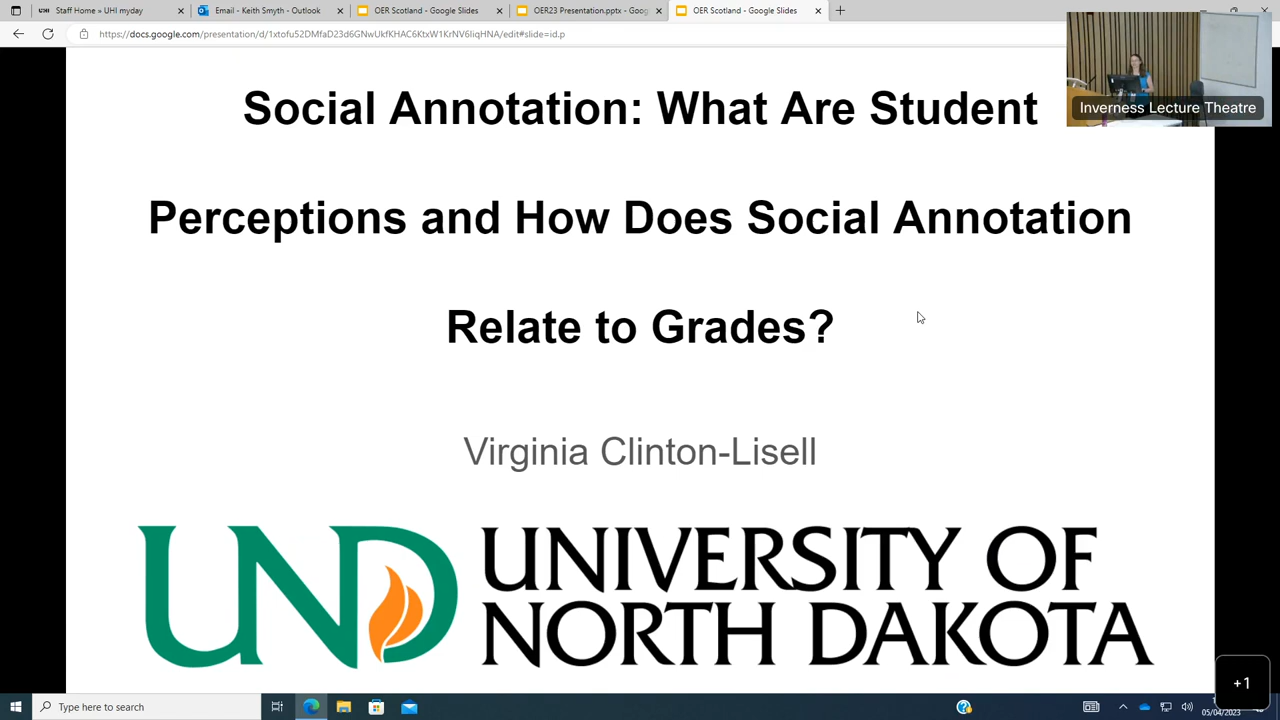 Staff Home » UHI myday
Email - Keith Smyth - Outlook
OER Scotland - Google Slides
OER23 Presentation.pptx - Goog
OER Scotland - Google Slides
https://docs.google.com/presentation/d/1xtofu52DMfaD23d6GNwUkfKHAC6KtxW1KrNV6IiqHNA/edit#slide=id.p
Inverness Lecture Theatre
Social Annotation: What Are Student
Perceptions and How Does Social Annotation
Relate to Grades?
Virginia Clinton-Lisell
UND
UNIVERSITY OF
NORTH DAKOTA
+1
Type here to search
05/04/2023